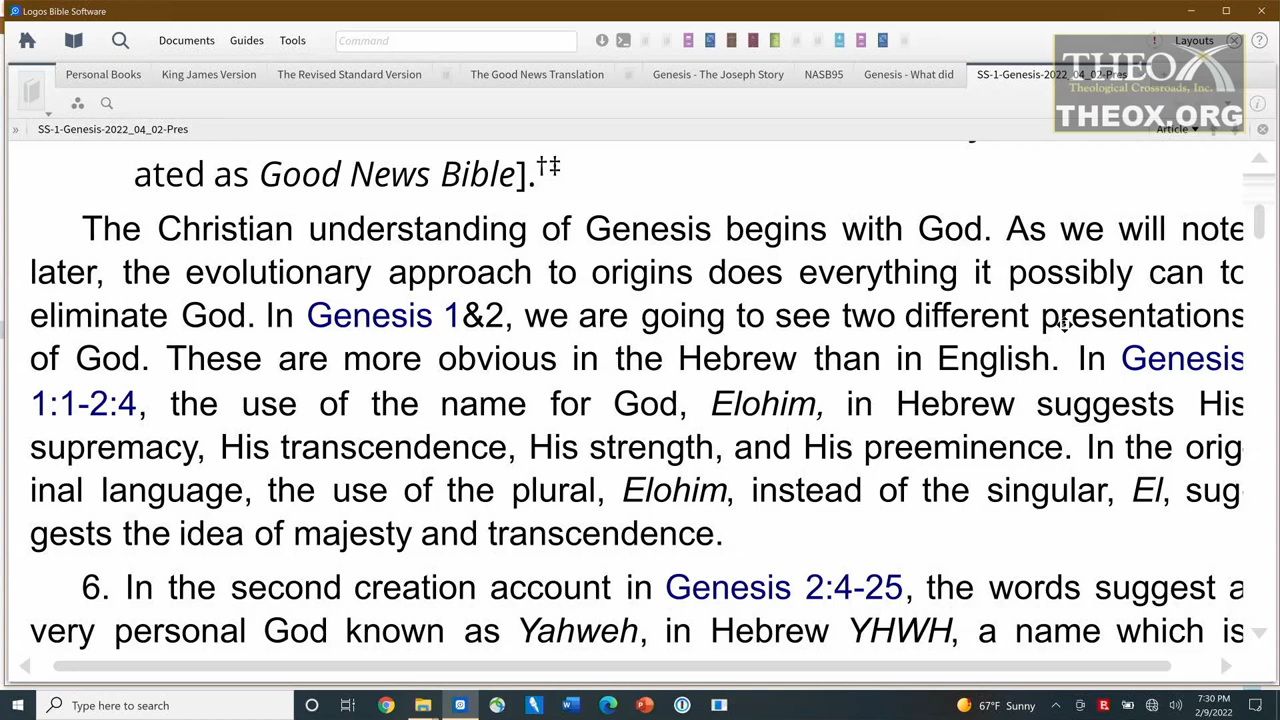 Logos Bible Software
Documents Guides Tools Command Layouts
Personal Books King James Version The Revised Standard Version The Good News Translation Genesis - The Joseph Story NASB95 Genesis - What did SS-1-Genesis-2022_04_02-Pres
THEOX
Theological Crossroads, Inc.
THEOX.ORG
SS-1-Genesis-2022_04_02-Pres Article
ated as Good News Bible].†‡
The Christian understanding of Genesis begins with God. As we will note
later, the evolutionary approach to origins does everything it possibly can to
eliminate God. In Genesis 1&2, we are going to see two different presentations
of God. These are more obvious in the Hebrew than in English. In Genesis
1:1-2:4, the use of the name for God, Elohim, in Hebrew suggests His
supremacy, His transcendence, His strength, and His preeminence. In the orig
inal language, the use of the plural, Elohim, instead of the singular, El, sug
gests the idea of majesty and transcendence.
6. In the second creation account in Genesis 2:4-25, the words suggest a
very personal God known as Yahweh, in Hebrew YHWH, a name which is
Type here to search
67°F Sunny
7:30 PM
2/9/2022